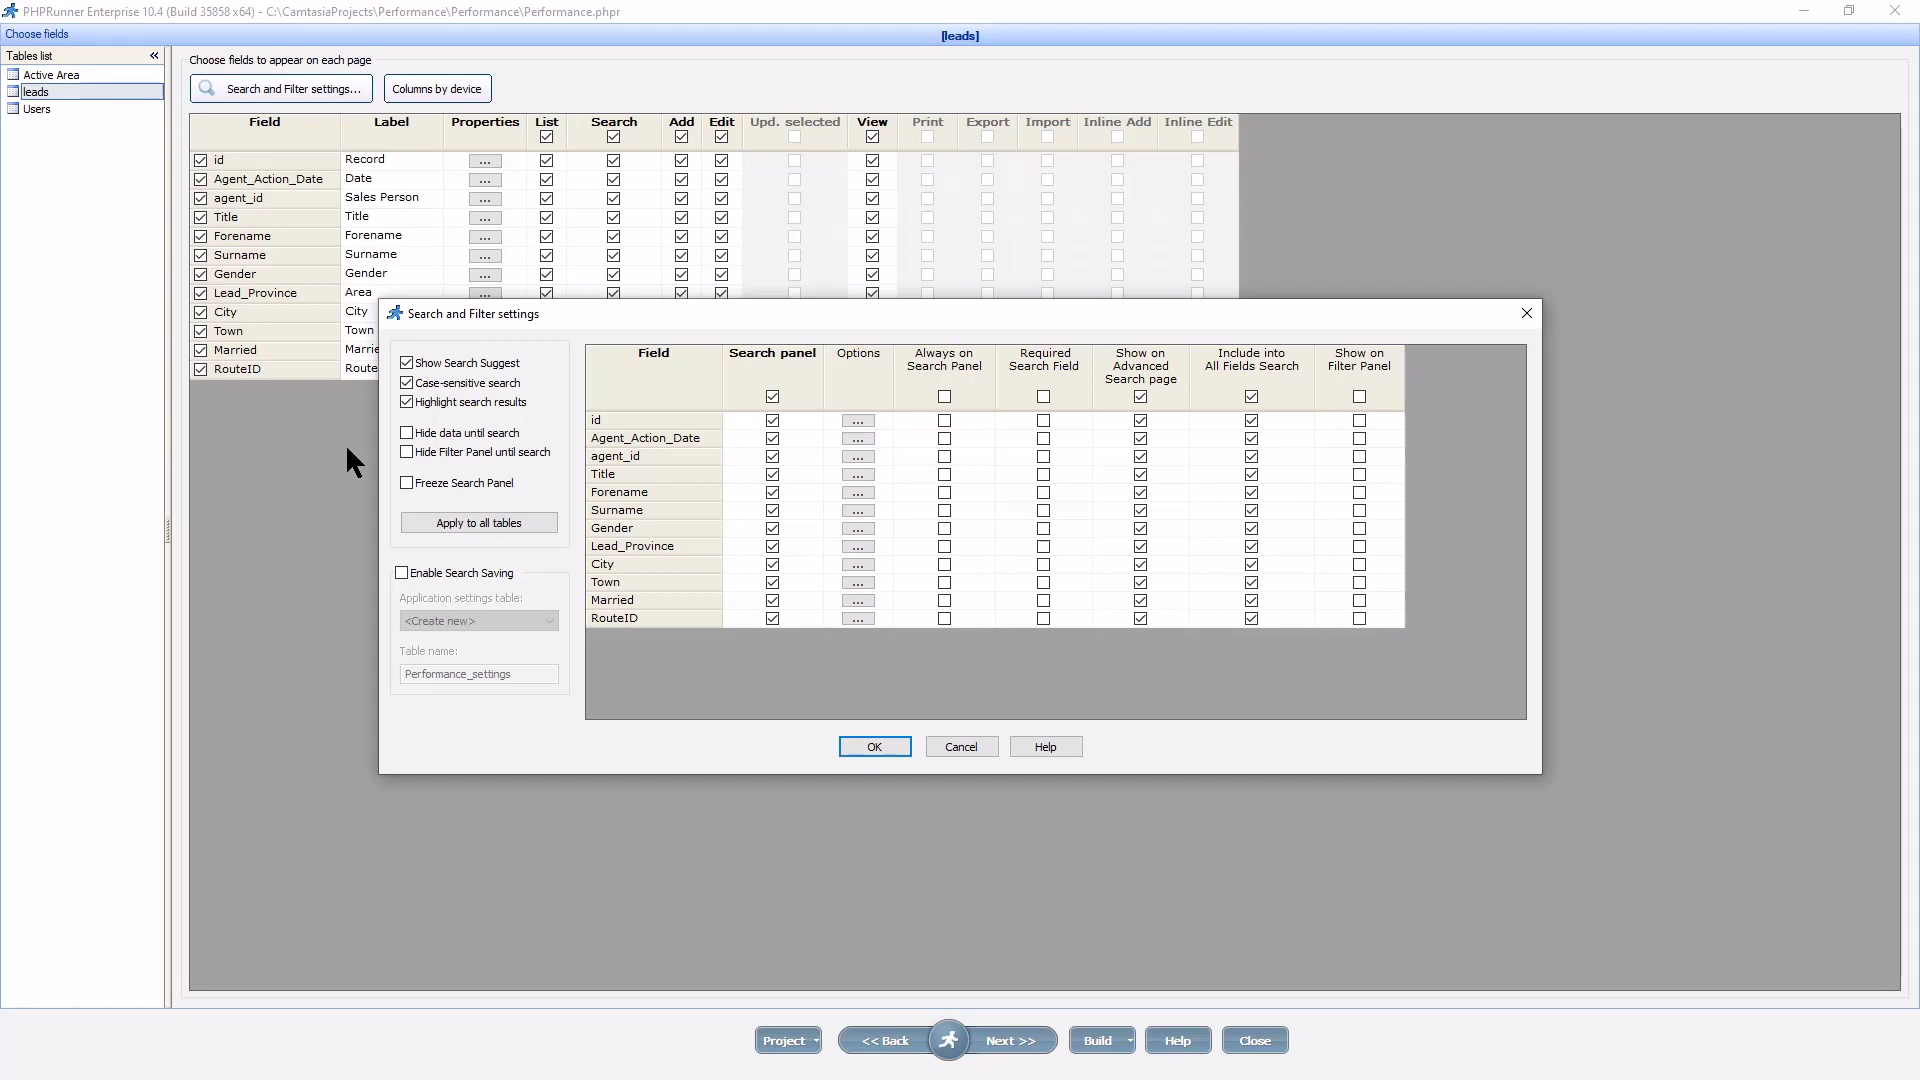 PHPRunner Enterprise 10.4 (Build 35858 x64) - C:\CamtasiaProjects\Performance\Performance\Performance.phpr
Choose fields
[leads]
Tables list
«
Active Area
leads
Users
Choose fields to appear on each page
Search and Filter settings...
Columns by device
Field Label Properties List Search Add Edit Upd. selected View Print Export Import Inline Add Inline Edit
id Record ...
Agent_Action_Date Date ...
agent_id Sales Person ...
Title Title ...
Forename Forename ...
Surname Surname ...
Gender Gender ...
Lead_Province Area ...
City City
Town Town
Married Marrie
RouteID Route
Search and Filter settings
Show Search Suggest
Case-sensitive search
Highlight search results
Hide data until search
Hide Filter Panel until search
Freeze Search Panel
Apply to all tables
Enable Search Saving
Application settings table:
<Create new>
Table name:
Performance_settings
Field Search panel Options Always on Search Panel Required Search Field Show on Advanced Search page Include into All Fields Search Show on Filter Panel
id ...
Agent_Action_Date ...
agent_id ...
Title ...
Forename ...
Surname ...
Gender ...
Lead_Province ...
City ...
Town ...
Married ...
RouteID ...
OK
Cancel
Help
Project
<< Back
Next >>
Build
Help
Close